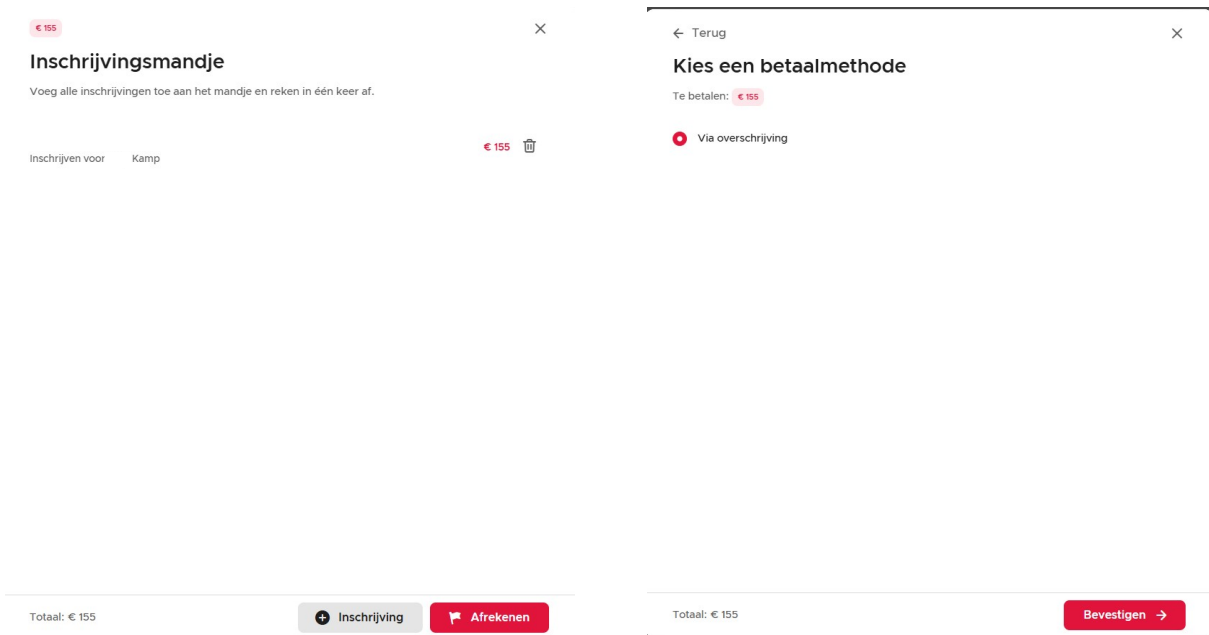 € 155
Inschrijvingsmandje
Voeg alle inschrijvingen toe aan het mandje en reken in één keer af.
€ 155
Inschrijven voor Kamp
Totaal: € 155
Inschrijving
Afrekenen
Terug
Kies een betaalmethode
Te betalen: € 155
Via overschrijving
Totaal: € 155
Bevestigen